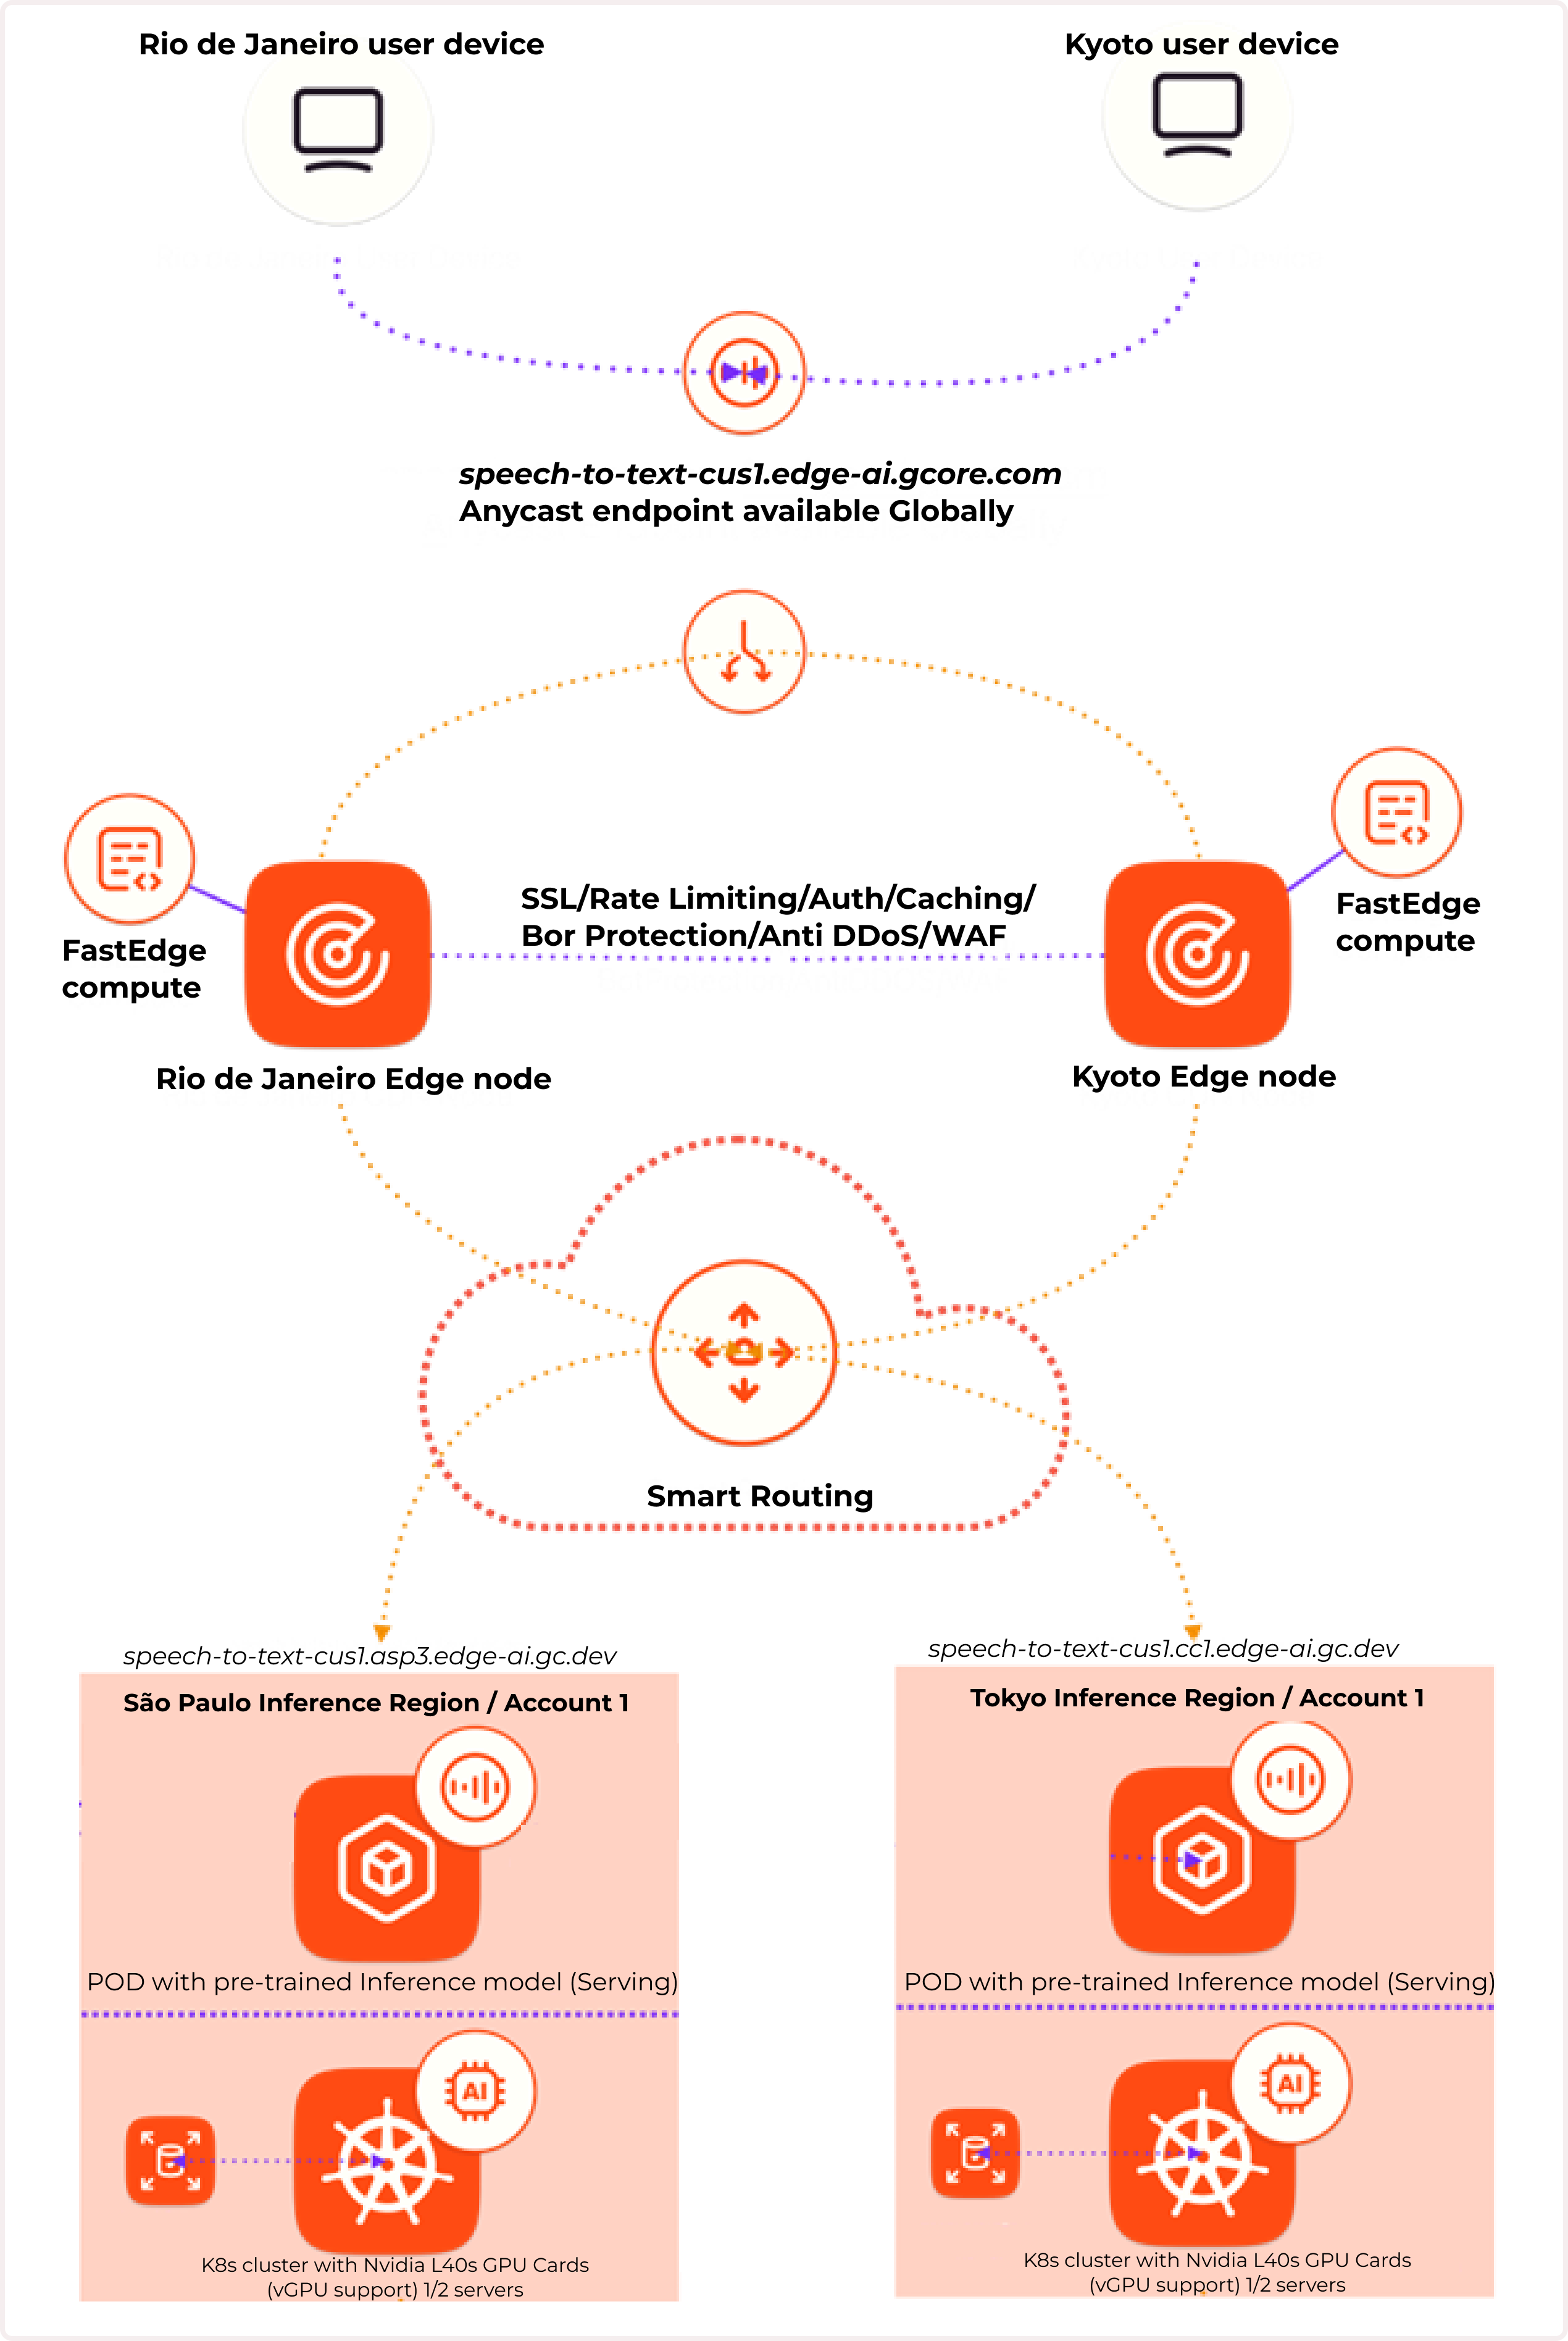 Rio de Janeiro user device
Kyoto user device
speech-to-text-cus1.edge-ai.gcore.com
Anycast endpoint available Globally
SSL/Rate Limiting/Auth/Caching/
Bor Protection/Anti DDoS/WAF
FastEdge
compute
FastEdge
compute
Rio de Janeiro Edge node
Kyoto Edge node
Smart Routing
speech-to-text-cus1.asp3.edge-ai.gc.dev
São Paulo Inference Region / Account 1
POD with pre-trained Inference model (Serving)
AI
K8s cluster with Nvidia L40s GPU Cards
(vGPU support) 1/2 servers
speech-to-text-cus1.cc1.edge-ai.gc.dev
Tokyo Inference Region / Account 1
POD with pre-trained Inference model (Serving)
AI
K8s cluster with Nvidia L40s GPU Cards
(vGPU support) 1/2 servers